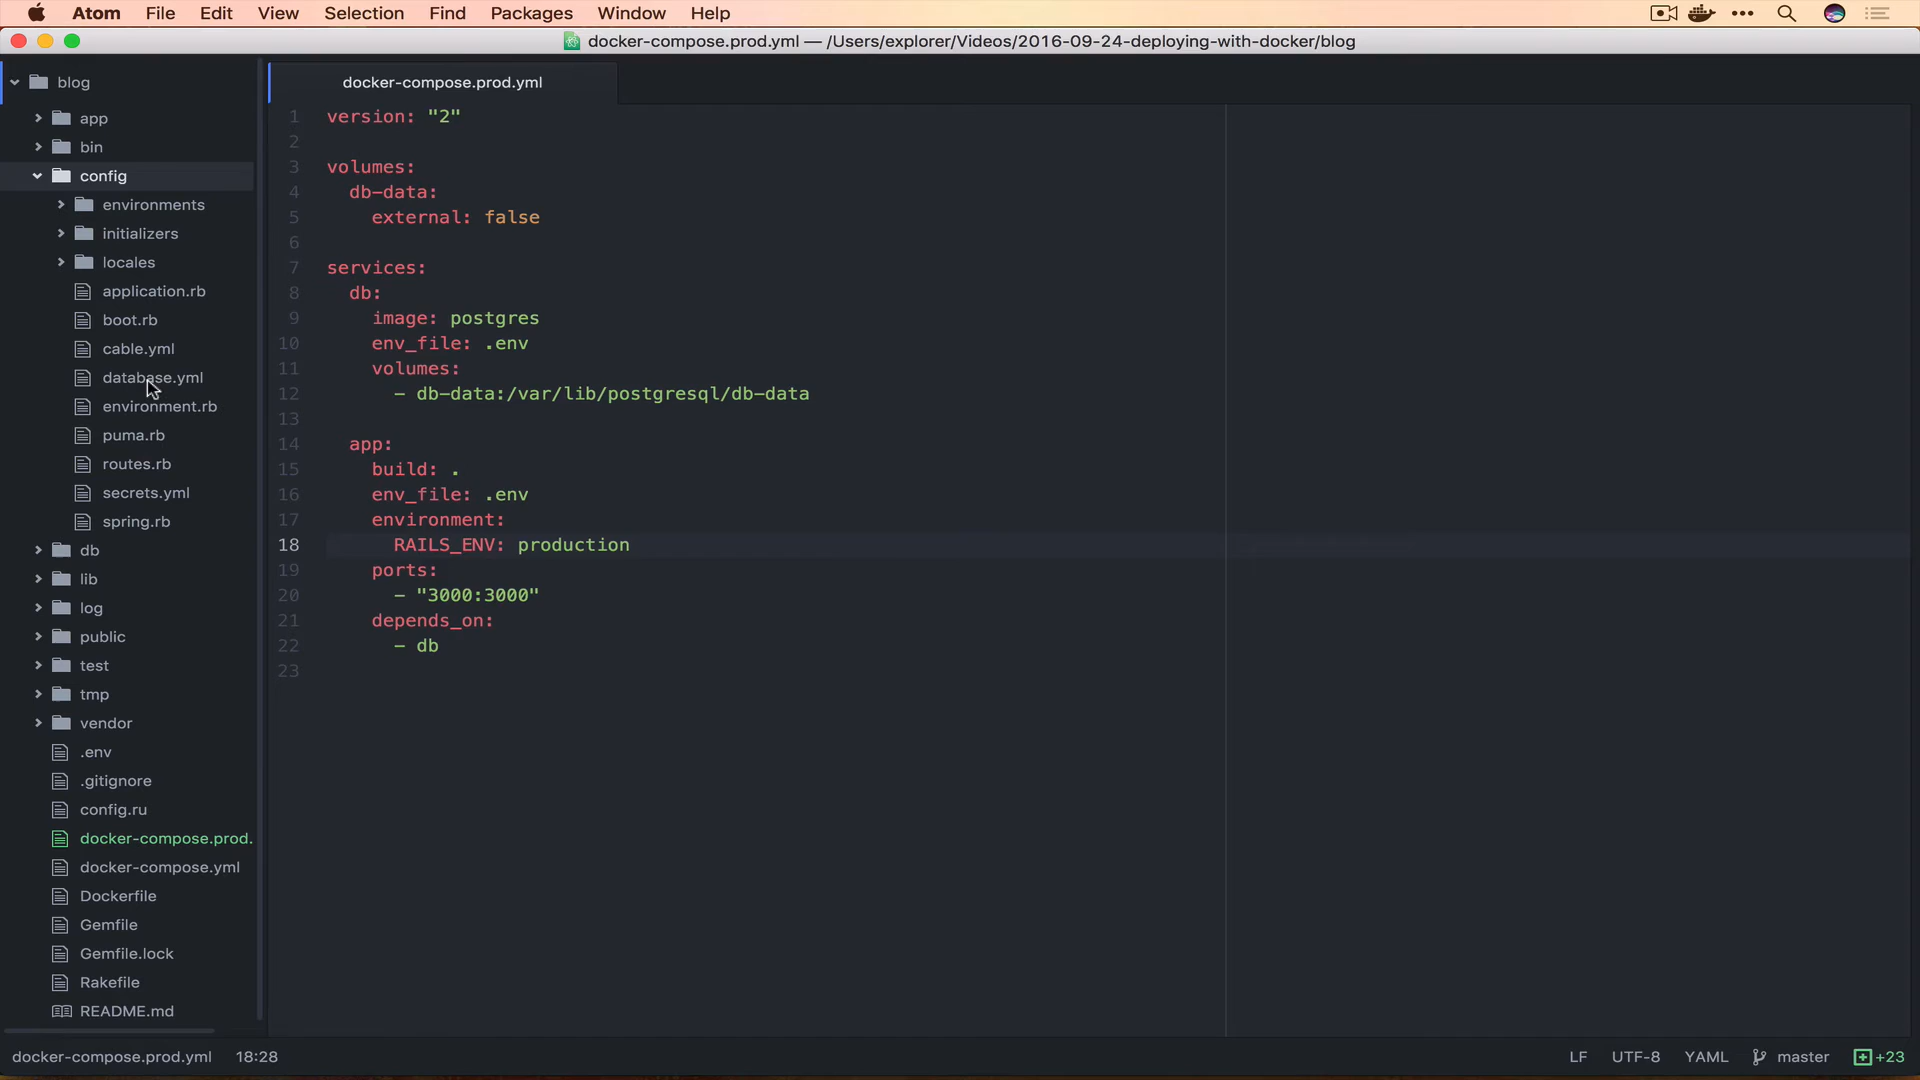 Atom File Edit View Selection Find Packages Window Help
docker-compose.prod.yml — /Users/explorer/Videos/2016-09-24-deploying-with-docker/blog
blog
app
bin
config
environments
initializers
locales
application.rb
boot.rb
cable.yml
database.yml
environment.rb
puma.rb
routes.rb
secrets.yml
spring.rb
db
lib
log
public
test
tmp
vendor
.env
.gitignore
config.ru
docker-compose.prod.
docker-compose.yml
Dockerfile
Gemfile
Gemfile.lock
Rakefile
README.md
docker-compose.prod.yml
1 version: "2"
2
3 volumes:
4 db-data:
5 external: false
6
7 services:
8 db:
9 image: postgres
10 env_file: .env
11 volumes:
12 - db-data:/var/lib/postgresql/db-data
13
14 app:
15 build: .
16 env_file: .env
17 environment:
18 RAILS_ENV: production
19 ports:
20 - "3000:3000"
21 depends_on:
22 - db
23
docker-compose.prod.yml 18:28 LF UTF-8 YAML master +23